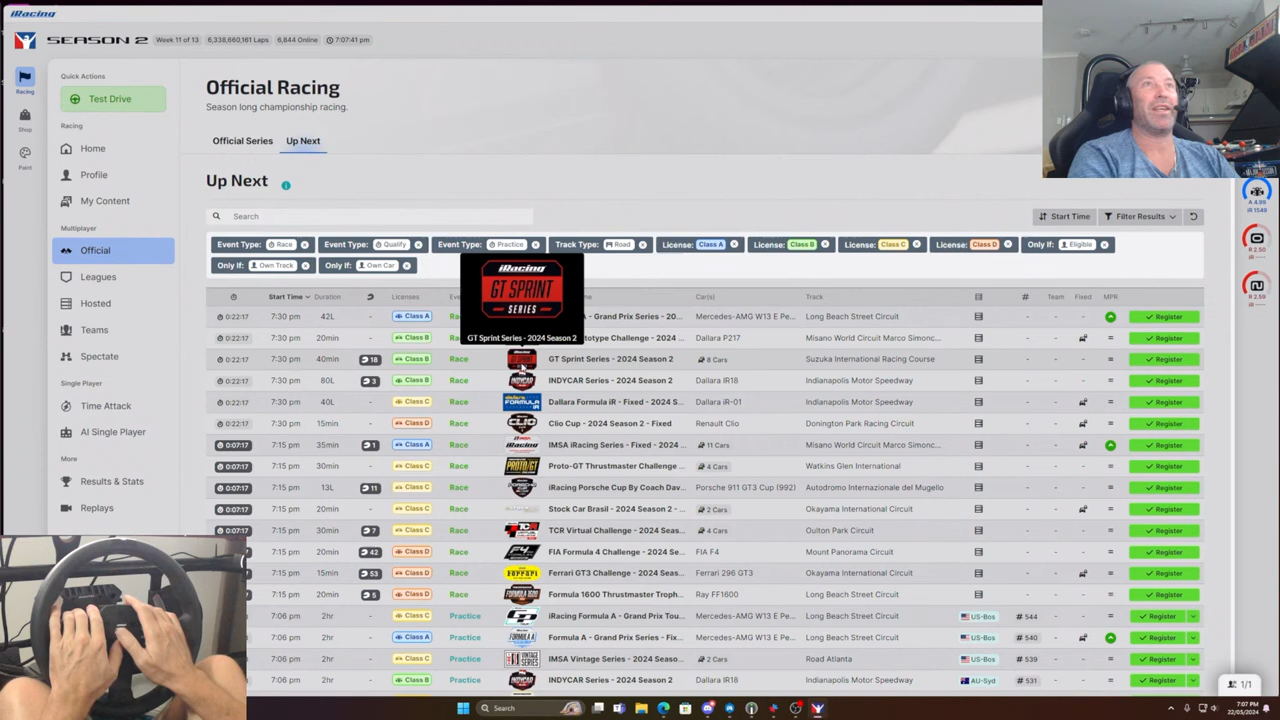 iRacing
SEASON 2 Week 11 of 13 6,338,660,161 Laps 6,844 Online 7:07:41 pm
Racing
Shop
Paint
Quick Actions
Test Drive
Racing
Home
Profile
My Content
Multiplayer
Official
Leagues
Hosted
Teams
Spectate
Single Player
Time Attack
AI Single Player
More
Results & Stats
Replays
Official Racing
Season long championship racing.
Official Series Up Next
Up Next
Search Start Time Filter Results
Event Type: Race Event Type: Qualify Event Type: Practice Track Type: Road License: Class A License: Class B License: Class C License: Class D Only If: Eligible
Only If: Own Track Only If: Own Car
iRacing
GT SPRINT
SERIES
GT Sprint Series - 2024 Season 2
Start Time Duration Licenses Car(s) Track # Team Fixed MPR
0:22:17 7:30 pm 42L - Class A Mercedes-AMG W13 E Pe... Long Beach Street Circuit - - Register
0:22:17 7:30 pm 20min - Class B Dallara P217 Misano World Circuit Marco Simonc... - - = Register
0:22:17 7:30 pm 40min 18 Class B Race GT Sprint Series - 2024 Season 2 8 Cars Suzuka International Racing Course - - - = Register
0:22:17 7:30 pm 80L 3 Class B Race INDYCAR Series - 2024 Season 2 Dallara IR18 Indianapolis Motor Speedway - - - = Register
0:22:17 7:30 pm 40L - Class C Race Dallara Formula iR - Fixed - 2024 S... Dallara iR-01 Indianapolis Motor Speedway - - = Register
0:22:17 7:30 pm 15min - Class D Race Clio Cup - 2024 Season 2 - Fixed Renault Clio Donington Park Racing Circuit - - = Register
0:07:17 7:15 pm 35min 1 Class A Race IMSA iRacing Series - Fixed - 2024 ... 11 Cars Misano World Circuit Marco Simonc... - - Register
0:07:17 7:15 pm 30min - Class C Race Proto-GT Thrustmaster Challenge ... 4 Cars Watkins Glen International - - - = Register
0:07:17 7:15 pm 13L 11 Class C Race iRacing Porsche Cup By Coach Dav... Porsche 911 GT3 Cup (992) Autodromo Internazionale del Mugello - - - = Register
0:07:17 7:15 pm 20min - Class C Race Stock Car Brasil - 2024 Season 2 - ... 2 Cars Okayama International Circuit - - = Register
0:07:17 7:15 pm 30min 7 Class C Race TCR Virtual Challenge - 2024 Seas... 4 Cars Oulton Park Circuit - - - = Register
0:07:17 7:15 pm 20min 42 Class D Race FIA Formula 4 Challenge - 2024 Se... FIA F4 Mount Panorama Circuit - - = Register
0:07:17 7:15 pm 15min 53 Class D Race Ferrari GT3 Challenge - 2024 Seas... Ferrari 296 GT3 Okayama International Circuit - - = Register
0:07:17 7:15 pm 20min 5 Class D Race Formula 1600 Thrustmaster Troph... Ray FF1600 Long Beach Street Circuit - - - = Register
7:06 pm 2hr - Class C Practice iRacing Formula A - Grand Prix Tou... Mercedes-AMG W13 E Pe... Long Beach Street Circuit US-Bos # 544 - - = Register
7:06 pm 2hr - Class A Practice Formula A - Grand Prix Series - Fix... Mercedes-AMG W13 E Pe... Long Beach Street Circuit US-Bos # 540 - Register
7:06 pm 2hr - Class C Practice IMSA Vintage Series - 2024 Seaso... 2 Cars Road Atlanta US-Bos # 539 - - = Register
7:06 pm 2hr - Class B Practice INDYCAR Series - 2024 Season 2 Dallara IR18 Indianapolis Motor Speedway AU-Syd # 531 - - = Register
A 4.99
iR 1549
R 2.50
R 2.59
1/1
Search
7:07 PM
22/05/2024